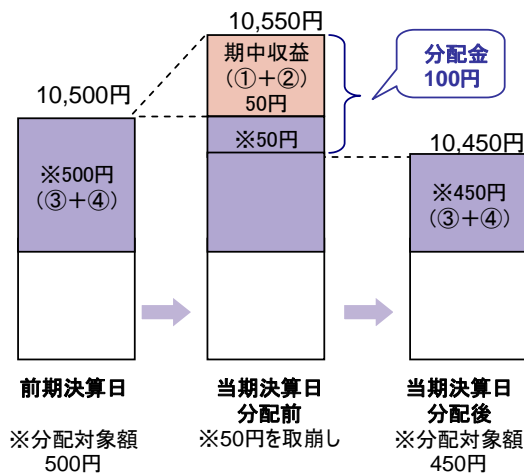 10,550円
期中収益
(①+②)
50円
分配金
100円
10,500円
※50円
10,450円
※500円
(③+④)
※450円
(③+④)
前期決算日
※分配対象額
500円
当期決算日
分配前
※50円を取崩し
当期決算日
分配後
※分配対象額
450円